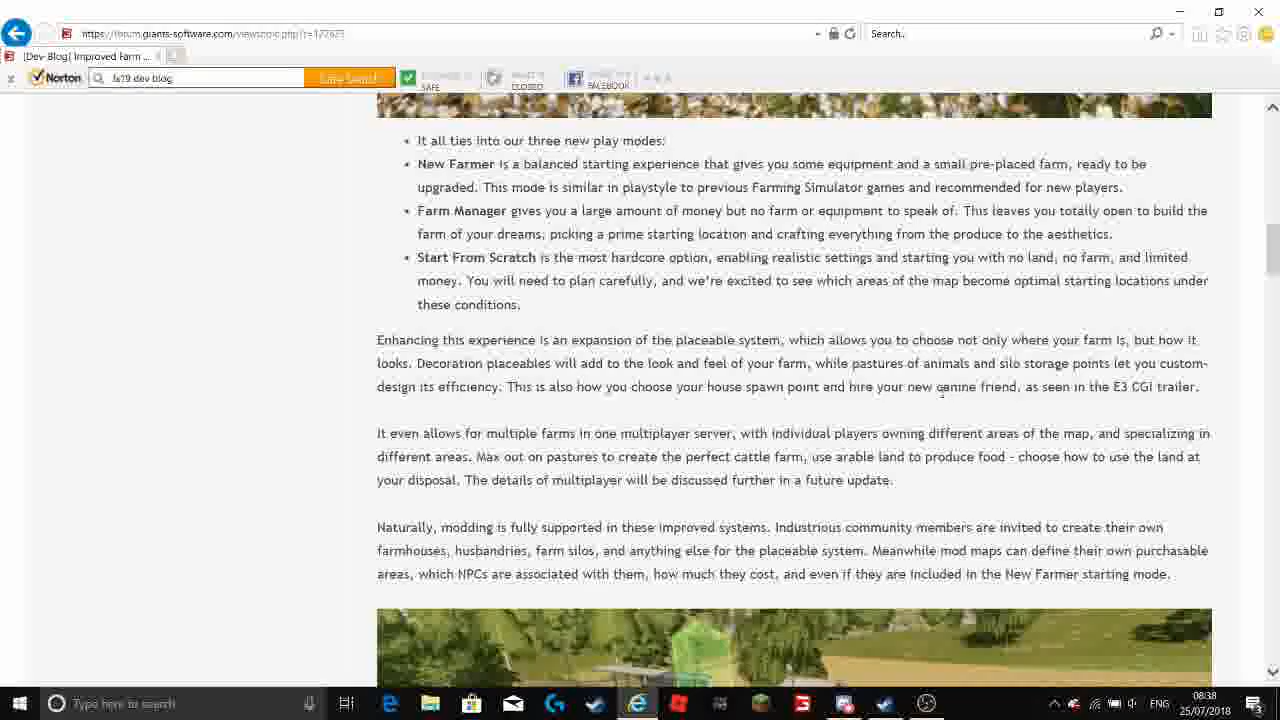 https://forum.giants-software.com/viewtopic.php?
Search..
[Dev-Blog] Improved Farm ...
Norton
fs19 dev blog
Safe Search
SAFE
CLOSED
FACEBOOK
It all ties into our three new play modes:
New Farmer is a balanced starting experience that gives you some equipment and a small pre-placed farm, ready to be
upgraded. This mode is similar in playstyle to previous Farming Simulator games and recommended for new players.
Farm Manager gives you a large amount of money but no farm or equipment to speak of. This leaves you totally open to build the
farm of your dreams, picking a prime starting location and crafting everything from the produce to the aesthetics.
Start From Scratch is the most hardcore option, enabling realistic settings and starting you with no land, no farm, and limited
money. You will need to plan carefully, and we're excited to see which areas of the map become optimal starting locations under
these conditions.
Enhancing this experience is an expansion of the placeable system, which allows you to choose not only where your farm is, but how it
looks. Decoration placeables will add to the look and feel of your farm, while pastures of animals and silo storage points let you custom-
design its efficiency. This is also how you choose your house spawn point and hire your new canine friend, as seen in the E3 CGI trailer.
It even allows for multiple farms in one multiplayer server, with individual players owning different areas of the map, and specializing in
different areas. Max out on pastures to create the perfect cattle farm, use arable land to produce food - choose how to use the land at
your disposal. The details of multiplayer will be discussed further in a future update.
Naturally, modding is fully supported in these improved systems. Industrious community members are invited to create their own
farmhouses, husbandries, farm silos, and anything else for the placeable system. Meanwhile mod maps can define their own purchasable
areas, which NPCs are associated with them, how much they cost, and even if they are included in the New Farmer starting mode.
Type here to search
ENG
08:38
25/07/2018